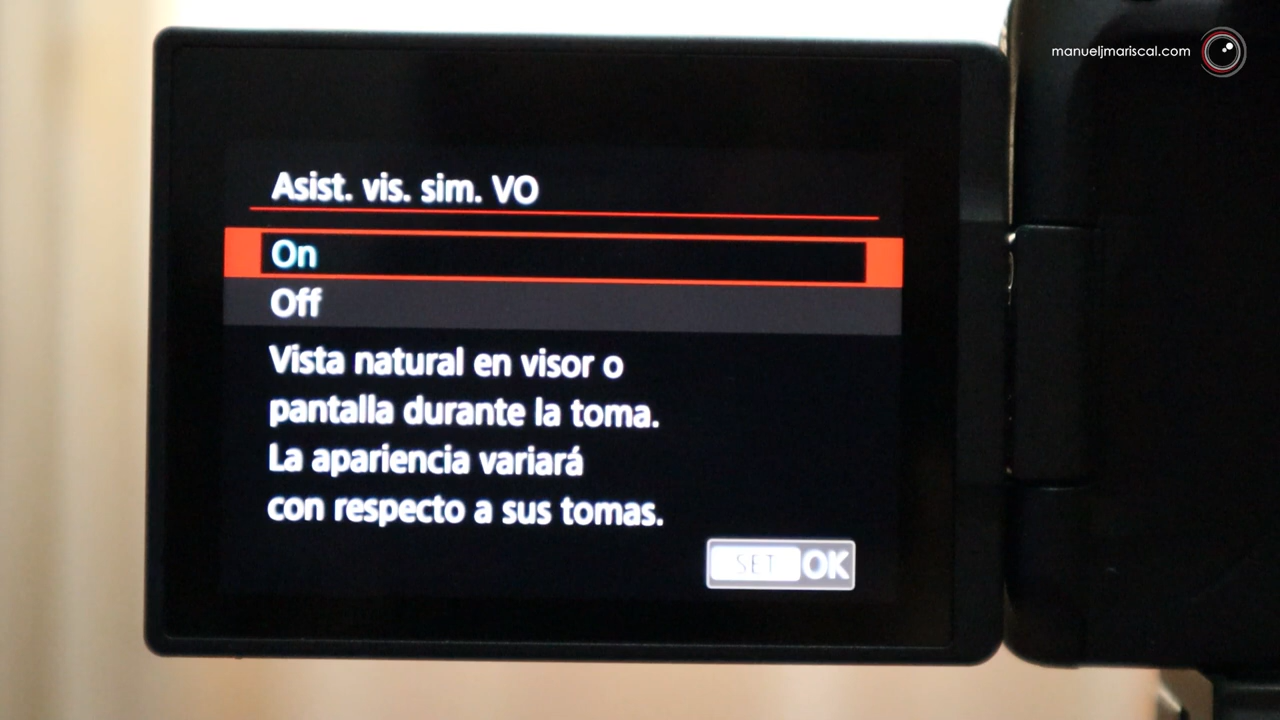 manueljmariscal.com
Asist. vis. sim. VO
On
Off
Vista natural en visor o
pantalla durante la toma.
La apariencia variará
con respecto a sus tomas.
SET OK